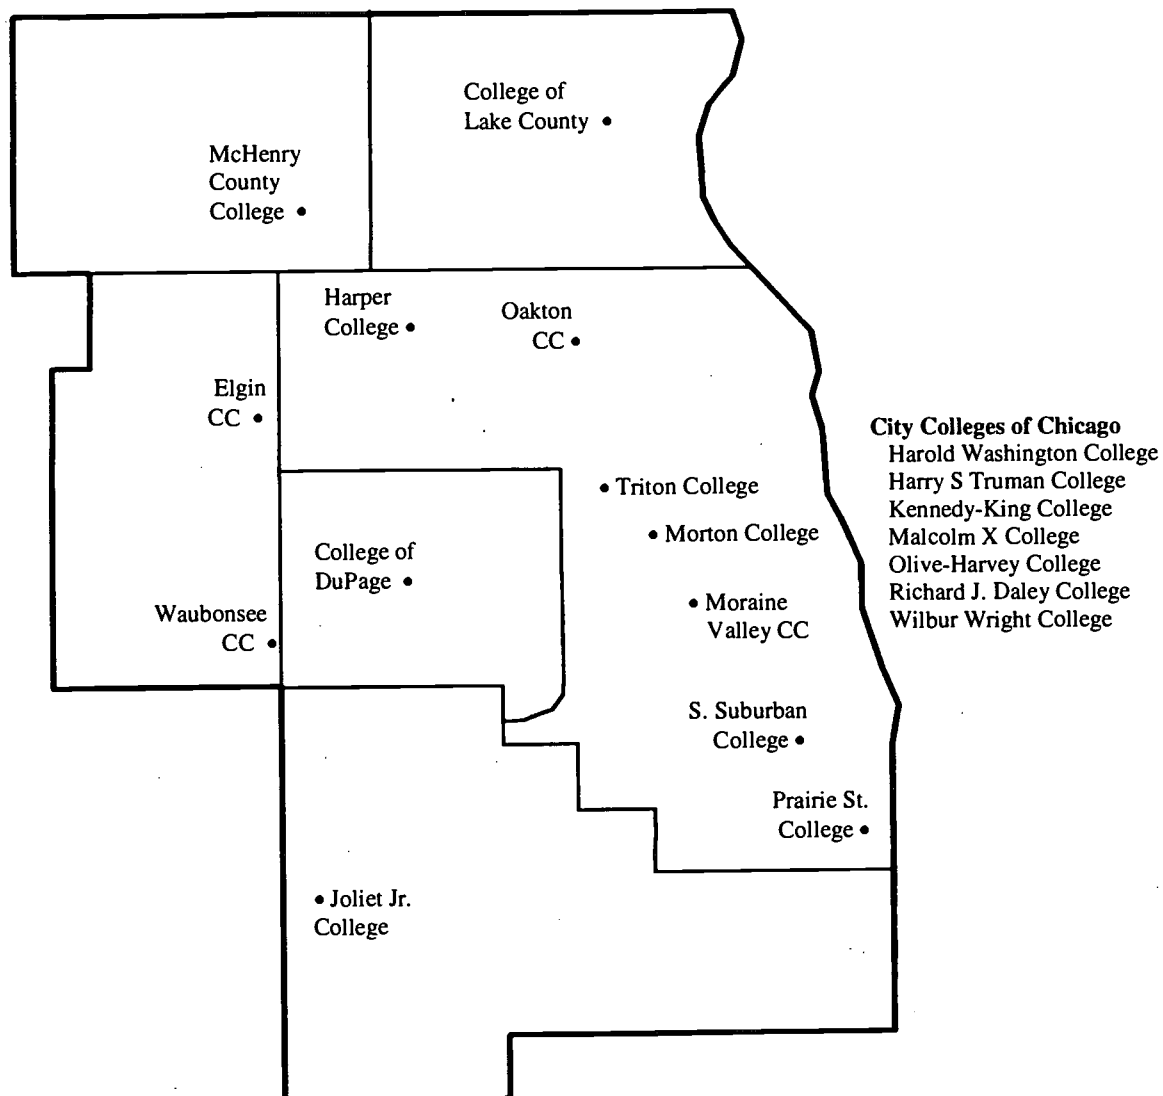 College of
Lake County
McHenry
County
College
Harper
College
Oakton
CC
Elgin
CC
City Colleges of Chicago
Harold Washington College
Harry S Truman College
Kennedy-King College
Malcolm X College
Olive-Harvey College
Richard J. Daley College
Wilbur Wright College
Triton College
Morton College
College of
DuPage
Moraine
Valley CC
Waubonsee
CC
S. Suburban
College
Prairie St.
College
Joliet Jr.
College